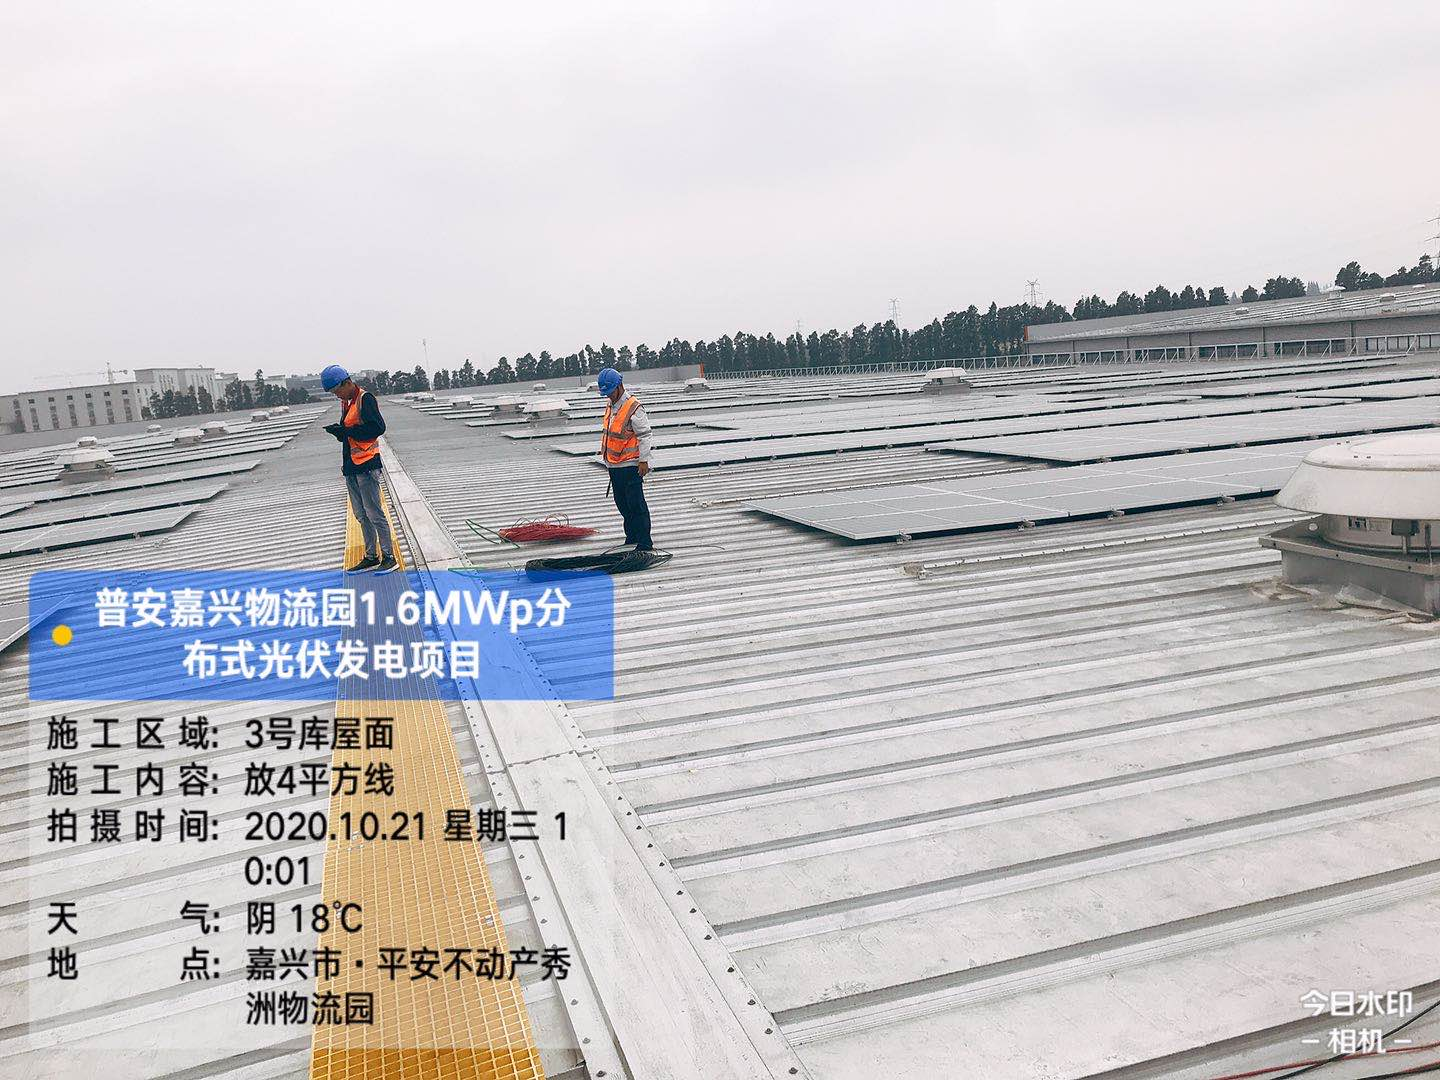 普安嘉兴物流园1.6MWp分
布式光伏发电项目
施工区域: 3号库屋面
施工内容: 放4平方线
拍摄时间: 2020.10.21 星期三 1
0:01
天气: 阴 18℃
地点: 嘉兴市·平安不动产秀
洲物流园
今日水印
-相机-